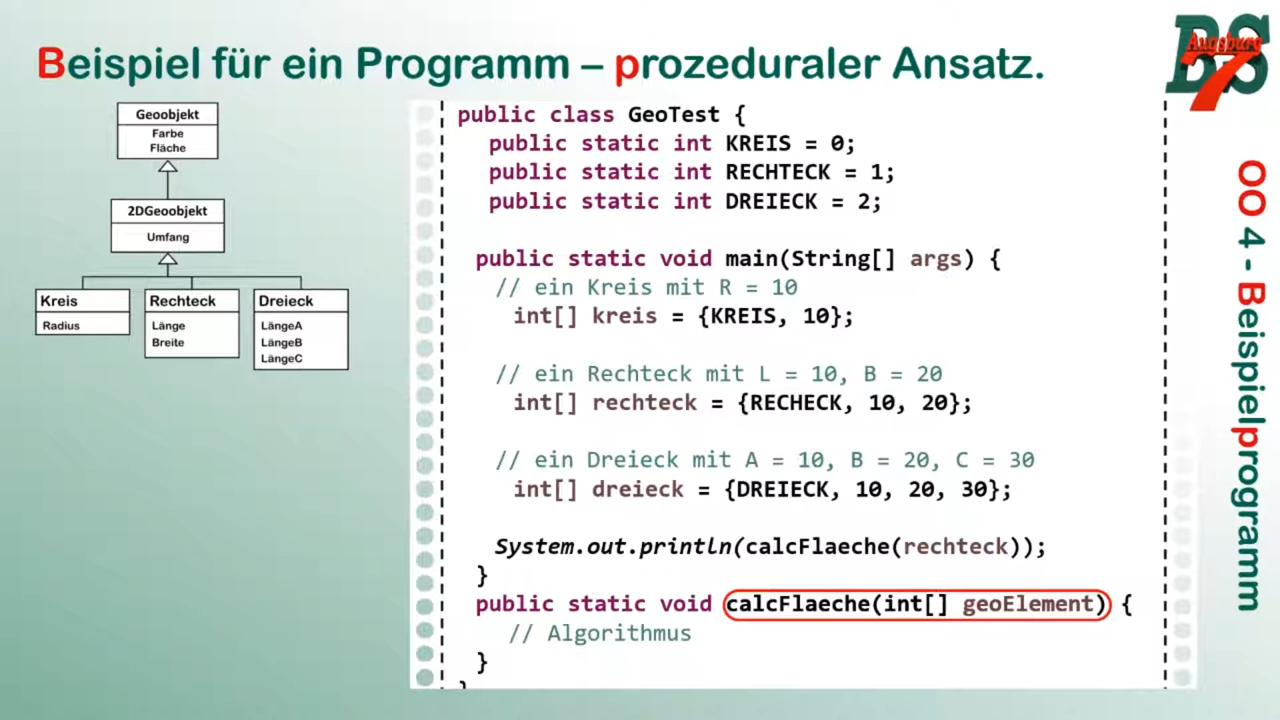 Beispiel für ein Programm – prozeduraler Ansatz.
BS
Augsburg
7
Geoobjekt
Farbe
Fläche
2DGeoobjekt
Umfang
Kreis
Radius
Rechteck
Länge
Breite
Dreieck
LängeA
LängeB
LängeC
public class GeoTest {
public static int KREIS = 0;
public static int RECHTECK = 1;
public static int DREIECK = 2;
public static void main(String[] args) {
// ein Kreis mit R = 10
int[] kreis = {KREIS, 10};
// ein Rechteck mit L = 10, B = 20
int[] rechteck = {RECHECK, 10, 20};
// ein Dreieck mit A = 10, B = 20, C = 30
int[] dreieck = {DREIECK, 10, 20, 30};
System.out.println(calcFlaeche(rechteck));
}
public static void calcFlaeche(int[] geoElement) {
// Algorithmus
}
}
OO 4 - Beispielprogramm